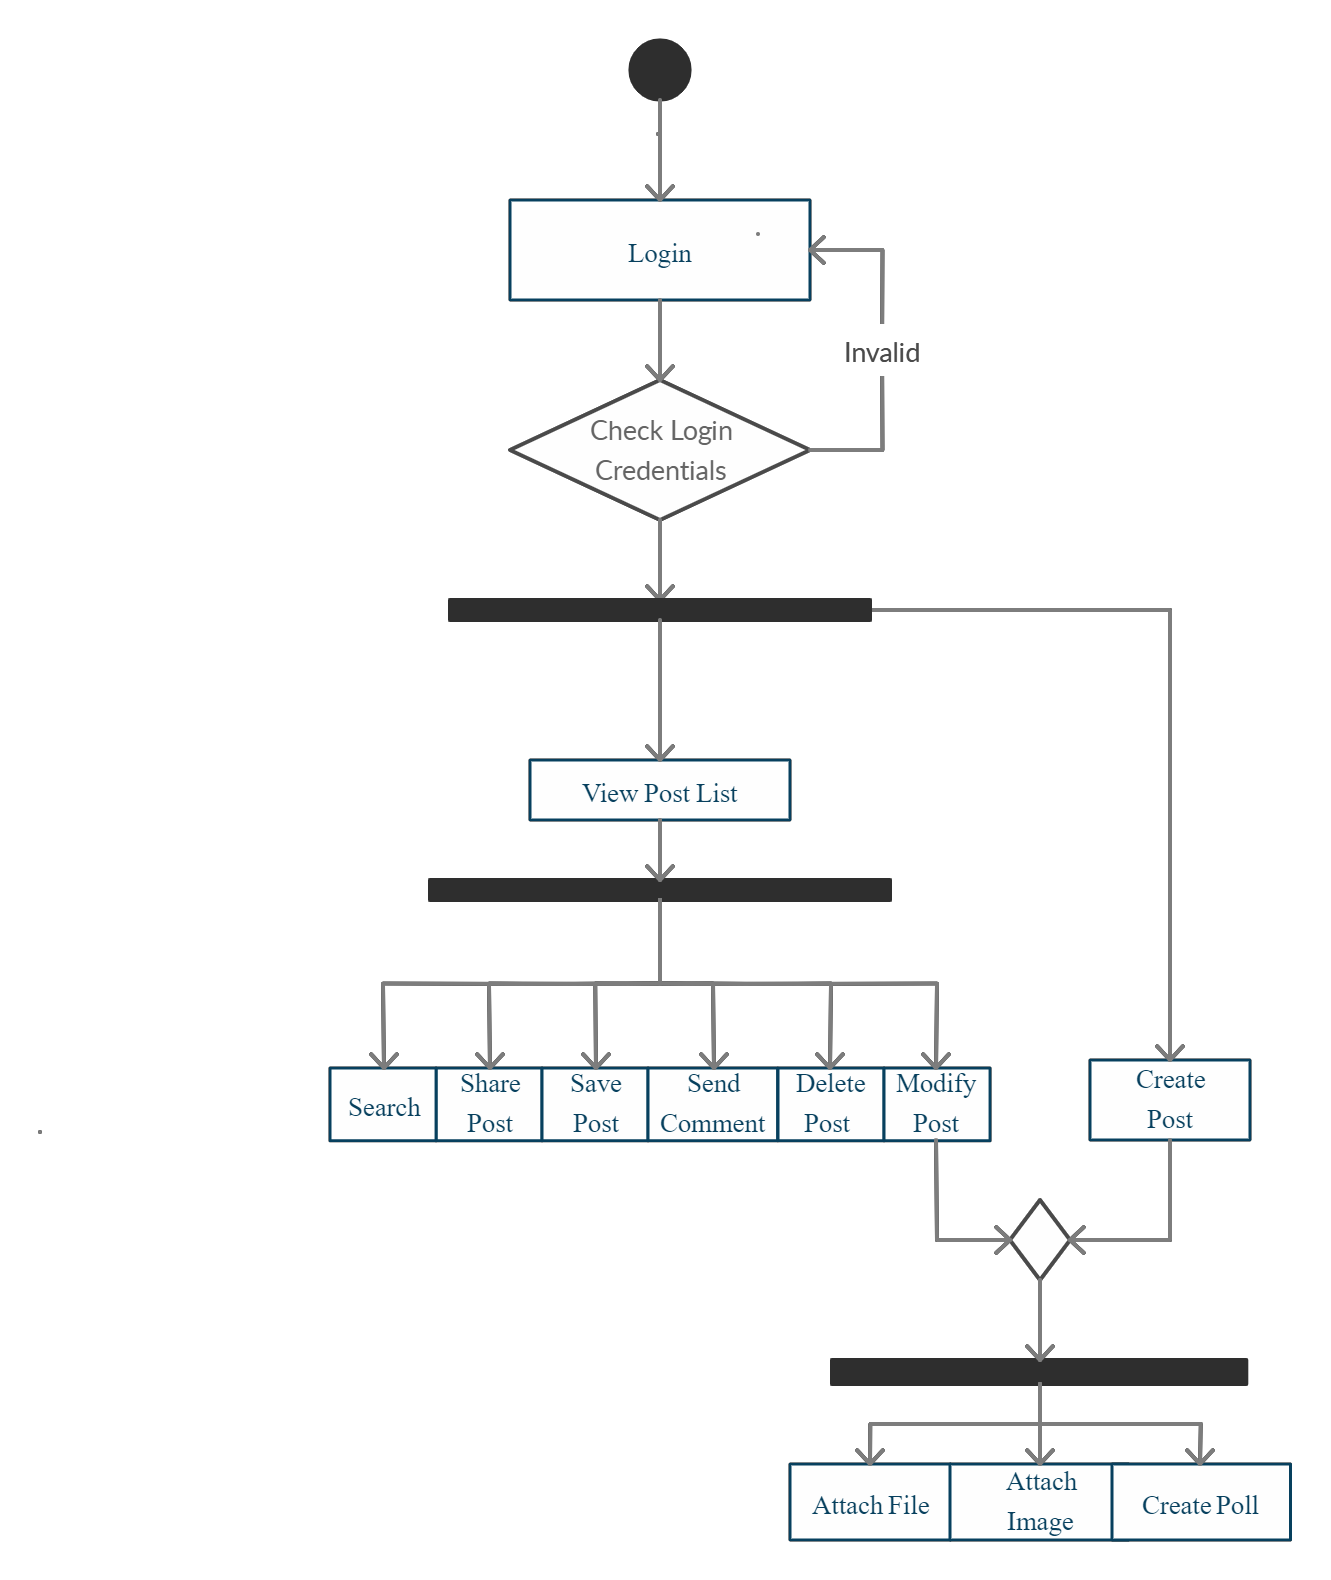 Login
Invalid
Check Login
Credentials
View Post List
Search
Share
Post
Save
Post
Send
Comment
Delete
Post
Modify
Post
Create
Post
Attach File
Attach
Image
Create Poll